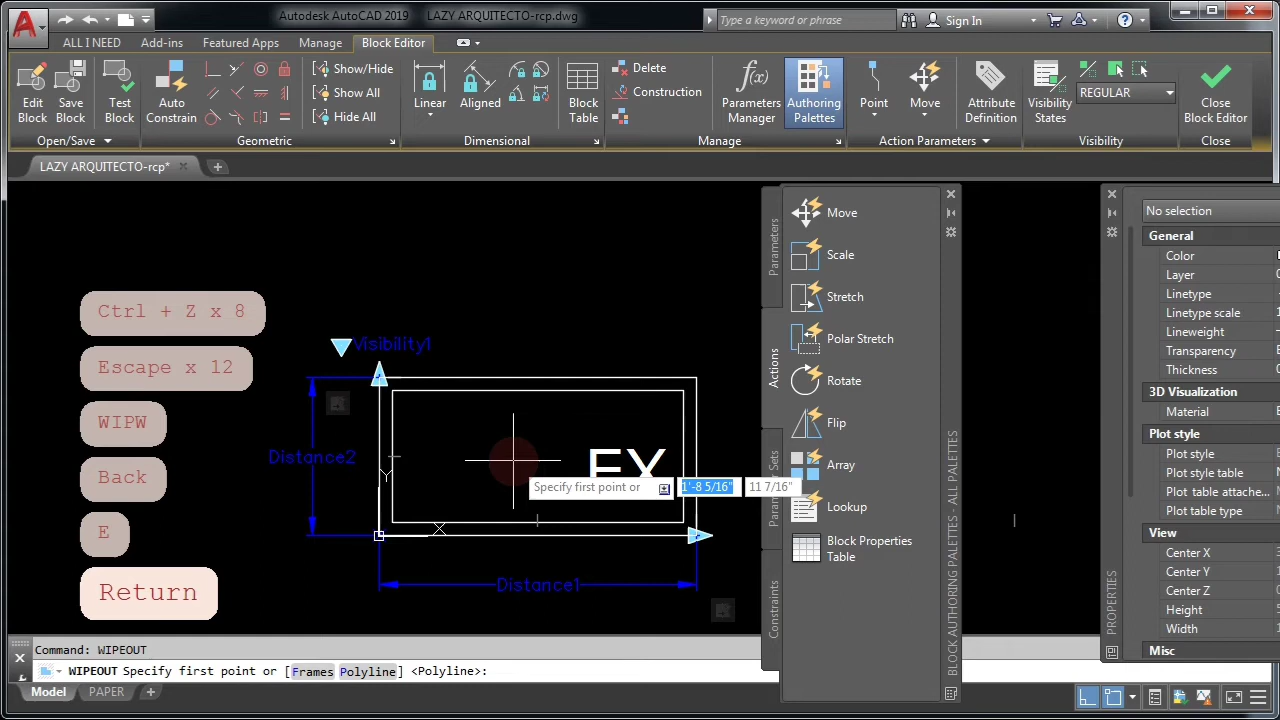 Autodesk AutoCAD 2019 LAZY ARQUITECTO-rcp.dwg
Type a keyword or phrase
Sign In
ALL I NEED Add-ins Featured Apps Manage Block Editor
Edit Block
Save Block
Test Block
Auto Constrain
Show/Hide
Show All
Hide All
Linear
Aligned
Block Table
Delete
Construction
Parameters Manager
Authoring Palettes
Point
Move
Attribute Definition
Visibility States
REGULAR
Close Block Editor
Open/Save Geometric Dimensional Manage Action Parameters Visibility Close
LAZY ARQUITECTO-rcp*
Parameters
Actions
Param Sets
Constraints
Move
Scale
Stretch
Polar Stretch
Rotate
Flip
Array
Lookup
Block Properties Table
BLOCK AUTHORING PALETTES - ALL PALETTES
PROPERTIES
No selection
General
Color
Layer
Linetype
Linetype scale
Lineweight
Transparency
Thickness
3D Visualization
Material
Plot style
Plot style
Plot style table
Plot table attache...
Plot table type
View
Center X
Center Y
Center Z
Height
Width
Misc
Ctrl + Z x 8
Escape x 12
WIPW
Back
E
Return
Visibility1
Distance2
Distance1
EX
Y
X
Specify first point or
1'-8 5/16"
11 7/16"
Command: WIPEOUT
WIPEOUT Specify first point or [Frames Polyline] <Polyline>:
Model PAPER